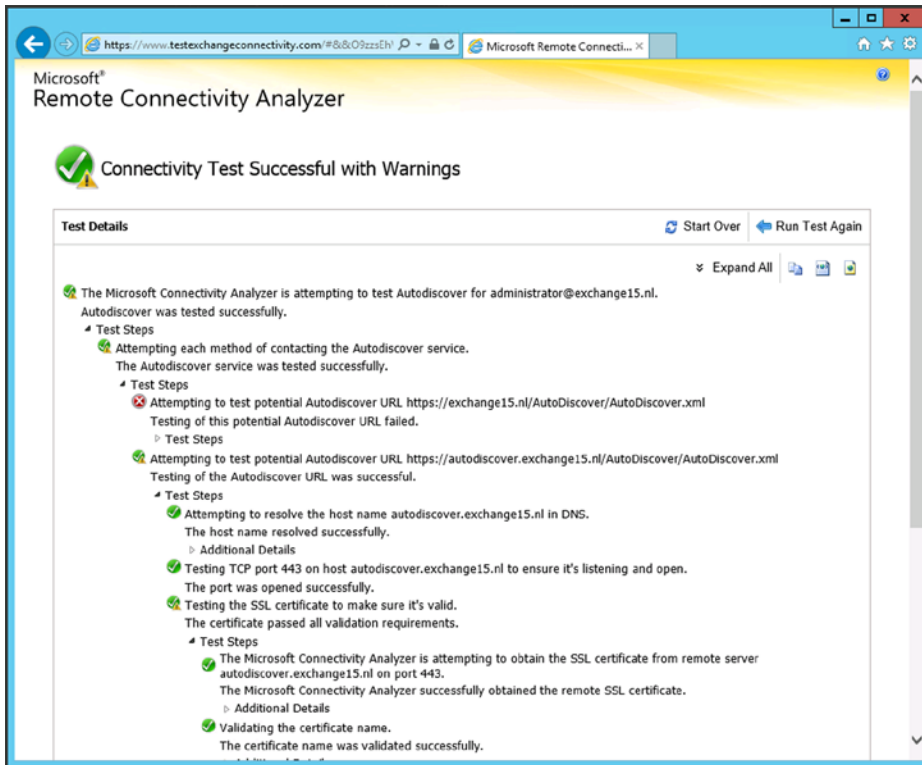 https://www.testexchangeconnectivity.com/#&&O9zzsEh\
Microsoft Remote Connecti...
Microsoft®
Remote Connectivity Analyzer
Connectivity Test Successful with Warnings
Test Details
Start Over
Run Test Again
Expand All
The Microsoft Connectivity Analyzer is attempting to test Autodiscover for administrator@exchange15.nl.
Autodiscover was tested successfully.
Test Steps
Attempting each method of contacting the Autodiscover service.
The Autodiscover service was tested successfully.
Test Steps
Attempting to test potential Autodiscover URL https://exchange15.nl/AutoDiscover/AutoDiscover.xml
Testing of this potential Autodiscover URL failed.
Test Steps
Attempting to test potential Autodiscover URL https://autodiscover.exchange15.nl/AutoDiscover/AutoDiscover.xml
Testing of the Autodiscover URL was successful.
Test Steps
Attempting to resolve the host name autodiscover.exchange15.nl in DNS.
The host name resolved successfully.
Additional Details
Testing TCP port 443 on host autodiscover.exchange15.nl to ensure it's listening and open.
The port was opened successfully.
Testing the SSL certificate to make sure it's valid.
The certificate passed all validation requirements.
Test Steps
The Microsoft Connectivity Analyzer is attempting to obtain the SSL certificate from remote server
autodiscover.exchange15.nl on port 443.
The Microsoft Connectivity Analyzer successfully obtained the remote SSL certificate.
Additional Details
Validating the certificate name.
The certificate name was validated successfully.